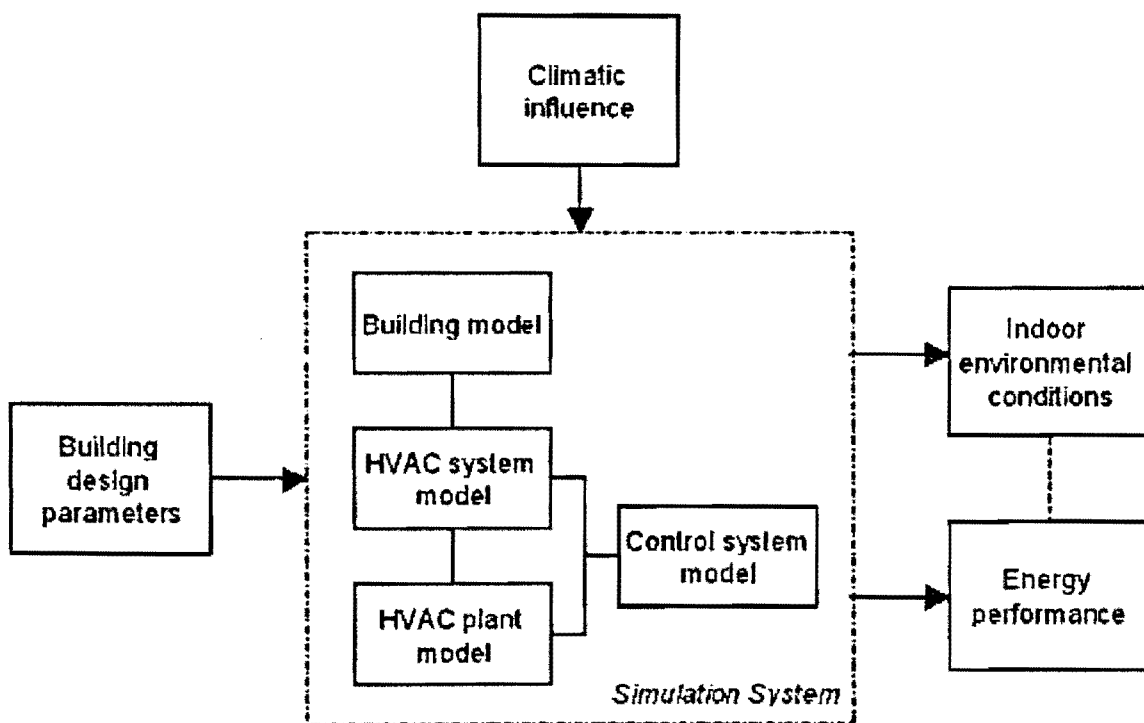 Climatic
influence
Building model
Indoor
environmental
conditions
Building
design
parameters
HVAC system
model
Control system
model
HVAC plant
model
Energy
performance
Simulation System